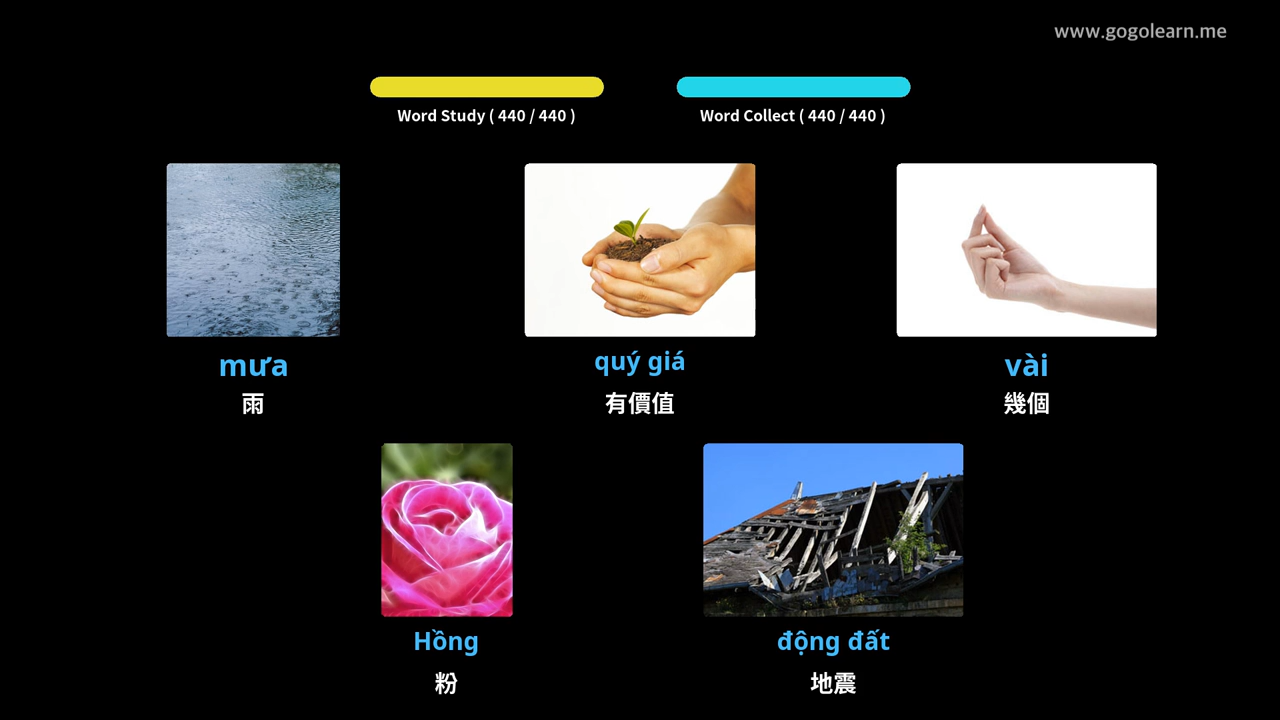 www.gogolearn.me
Word Study ( 440 / 440 )
Word Collect ( 440 / 440 )
mưa
雨
quý giá
有價值
vài
幾個
Hồng
粉
động đất
地震